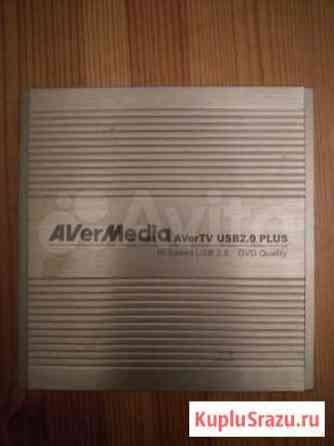 Avito
AVerMedia AVerTV USB2.0 PLUS
Hi-Speed USB 2.0 DVD Quality
KupluSrazu.ru